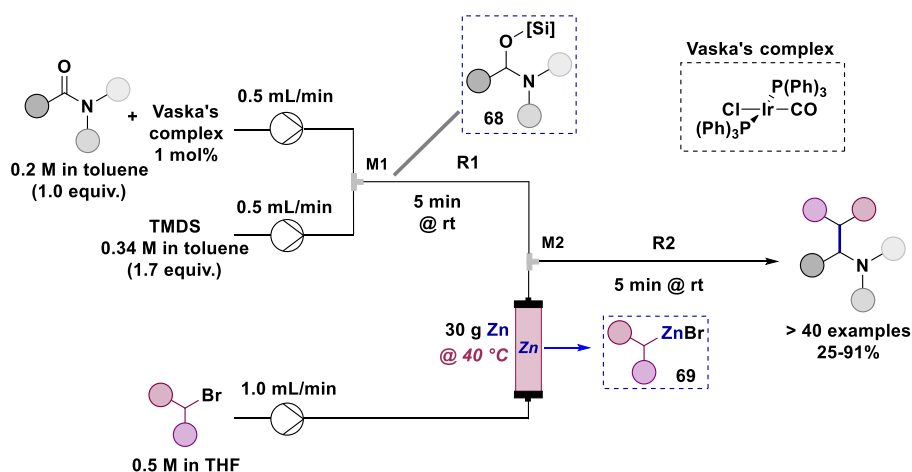 O
N
+
0.2 M in toluene
(1.0 equiv.)
Vaska's
complex
1 mol%
0.5 mL/min
TMDS
0.34 M in toluene
(1.7 equiv.)
0.5 mL/min
M1
R1
5 min
@ rt
O
[Si]
N
68
Vaska's complex
P(Ph)3
Cl
Ir
CO
(Ph)3P
M2
R2
5 min @ rt
N
> 40 examples
25-91%
30 g Zn
@ 40 °C
Zn
ZnBr
69
Br
0.5 M in THF
1.0 mL/min